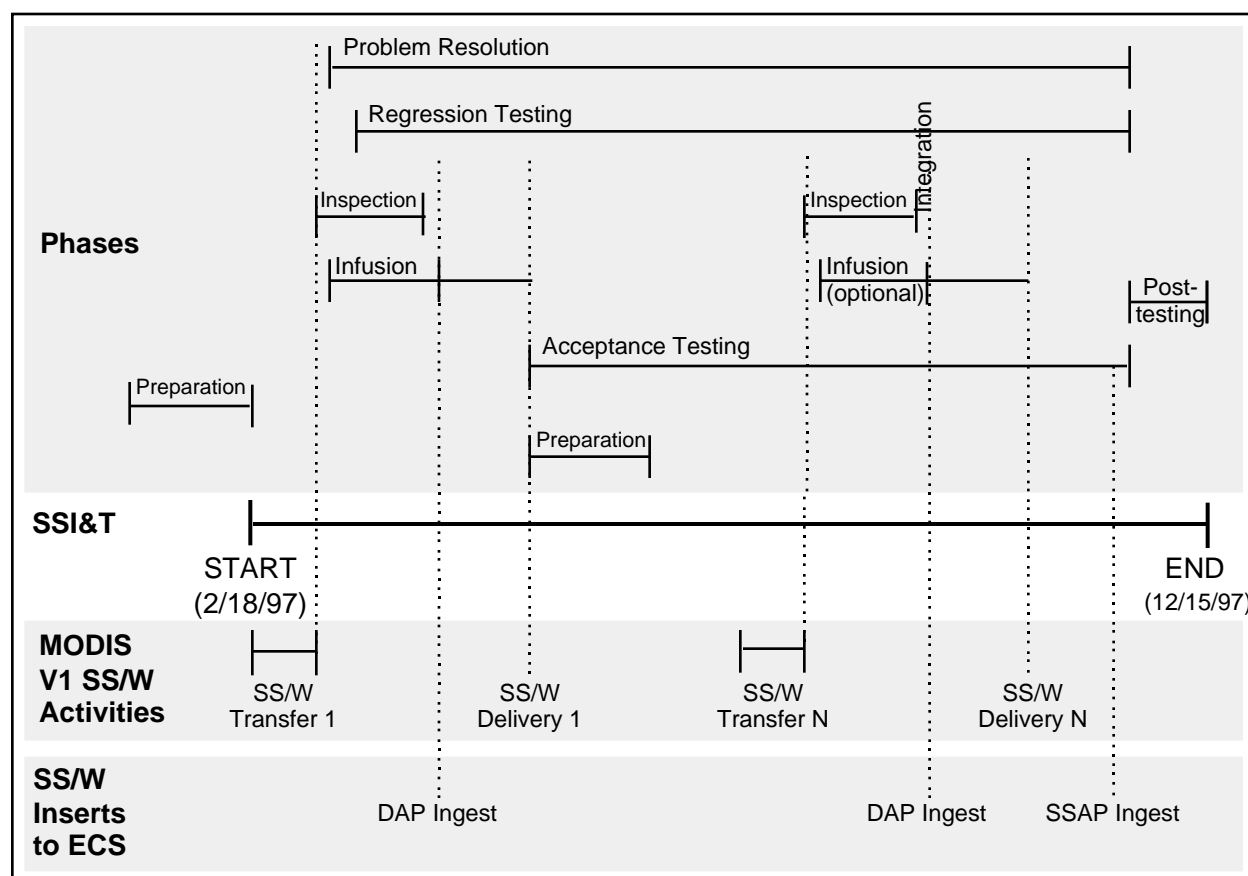 Problem Resolution
Regression Testing
Integration
Inspection
Inspection
Phases
Infusion
Infusion
(optional)
Post-
testing
Acceptance Testing
Preparation
Preparation
SSI&T
START
(2/18/97)
END
(12/15/97)
MODIS
V1 SS/W
Activities
SS/W
Transfer 1
SS/W
Delivery 1
SS/W
Transfer N
SS/W
Delivery N
SS/W
Inserts
to ECS
DAP Ingest
DAP Ingest
SSAP Ingest